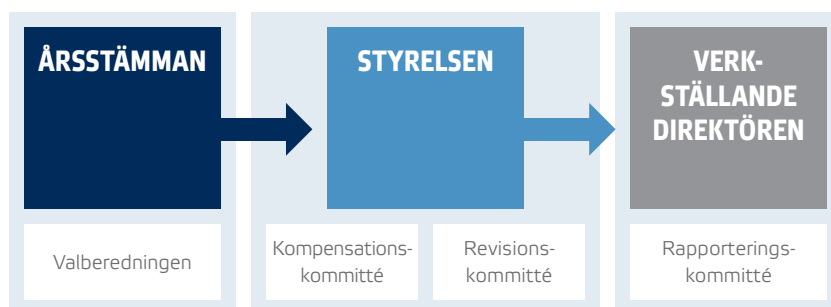 ÅRSSTÄMMAN
STYRELSEN
VERK-
STÄLLANDE
DIREKTÖREN
Valberedningen
Kompensations-
kommitté
Revisions-
kommitté
Rapporterings-
kommitté